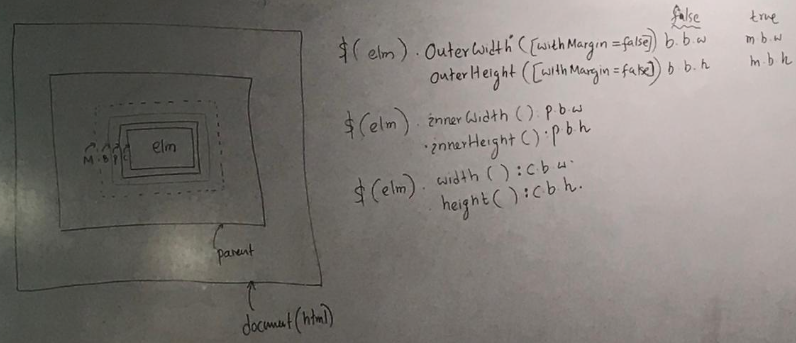 false true
$(elm).OuterWidth([withMargin=false]) b.b.w m.b.w
outerHeight([withMargin=false]) b.b.h m.b.h
$(elm).innerWidth().p.b.w
.innerHeight().p.b.h
$(elm).width():c.b.w.
height():c.b.h.
elm
M B P C
parent
document(html)